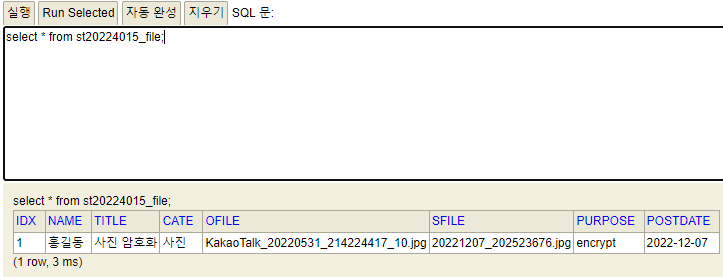 실행 Run Selected 자동 완성 지우기 SQL 문:
select * from st20224015_file;
select * from st20224015_file;
IDX NAME TITLE CATE OFILE SFILE PURPOSE POSTDATE
1 홍길동 사진 암호화 사진 KakaoTalk_20220531_214224417_10.jpg 20221207_202523676.jpg encrypt 2022-12-07
(1 row, 3 ms)